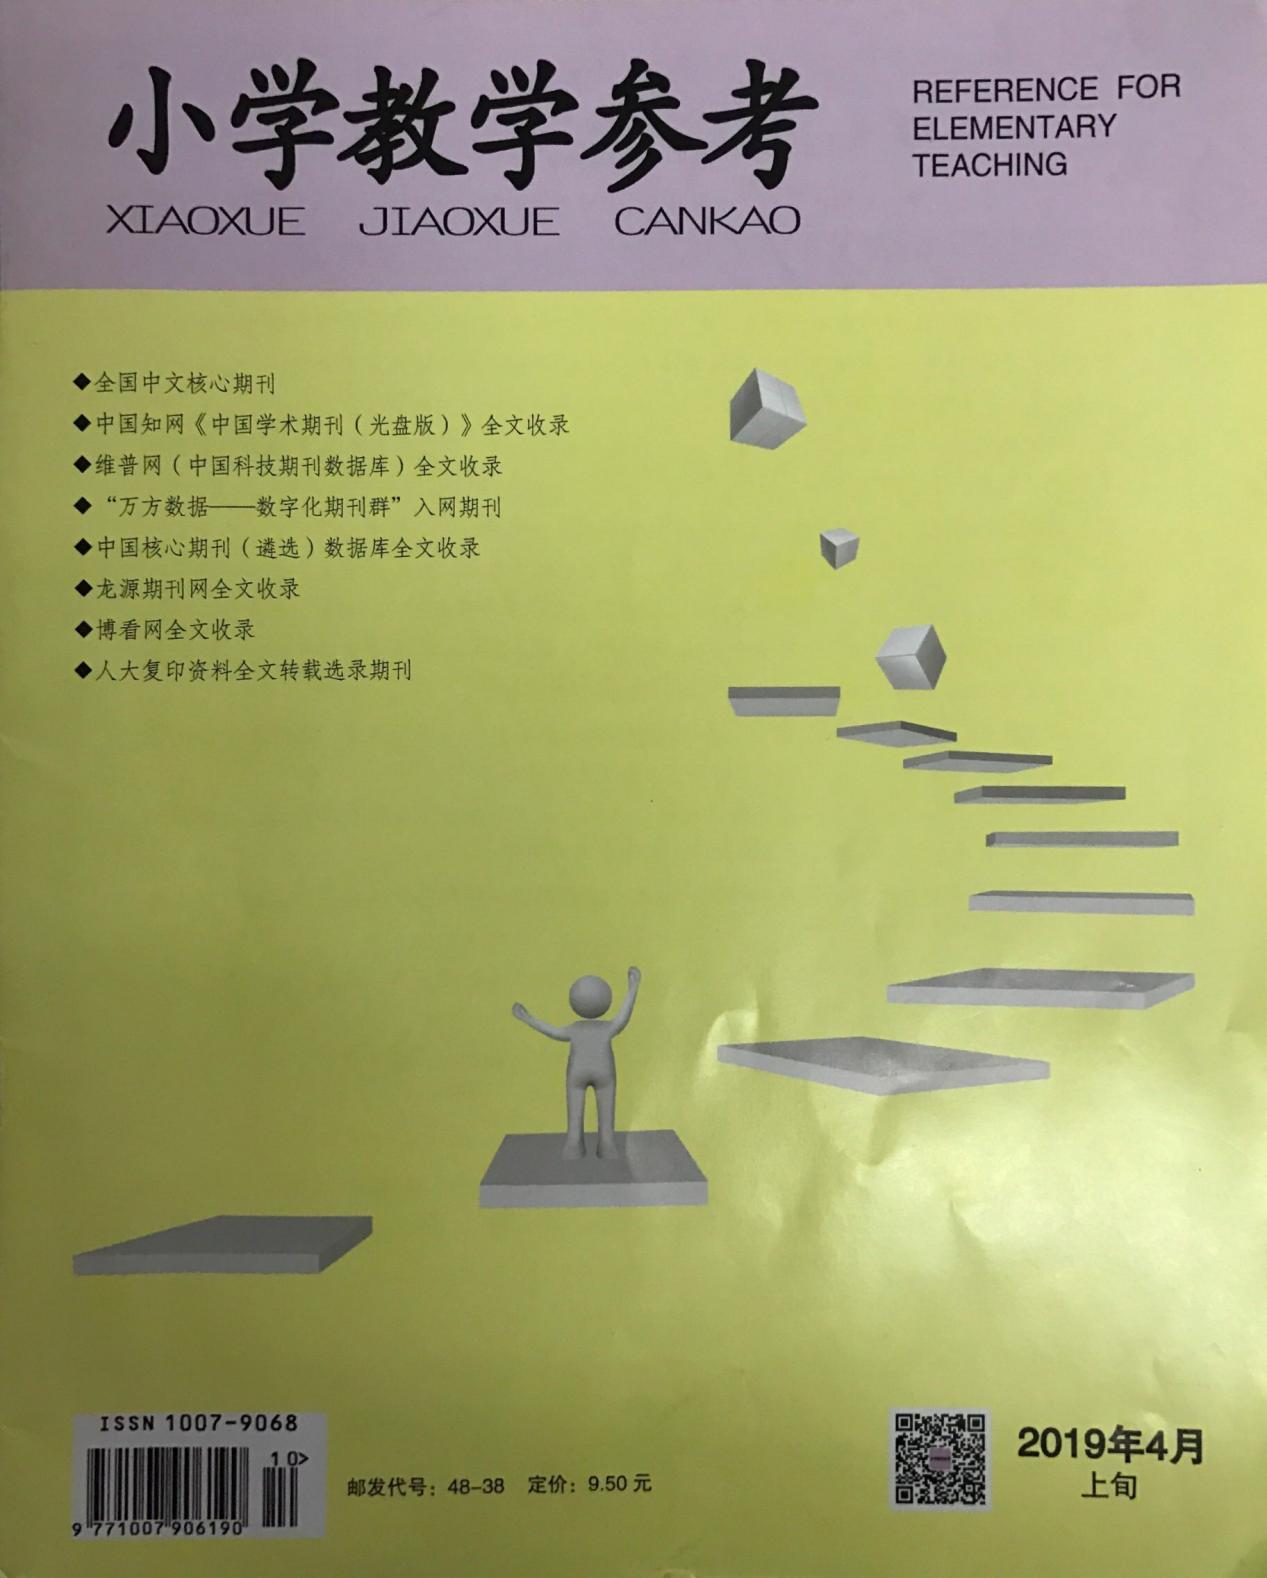 小学教学参考
XIAOXUE JIAOXUE CANKAO
REFERENCE FOR
ELEMENTARY
TEACHING
◆全国中文核心期刊
◆中国知网《中国学术期刊（光盘版）》全文收录
◆维普网（中国科技期刊数据库）全文收录
◆“万方数据——数字化期刊群”入网期刊
◆中国核心期刊（遴选）数据库全文收录
◆龙源期刊网全文收录
◆博看网全文收录
◆人大复印资料全文转载选录期刊
ISSN 1007-9068
10>
9 771007 906190
邮发代号：48-38 定价：9.50 元
2019年4月
上旬